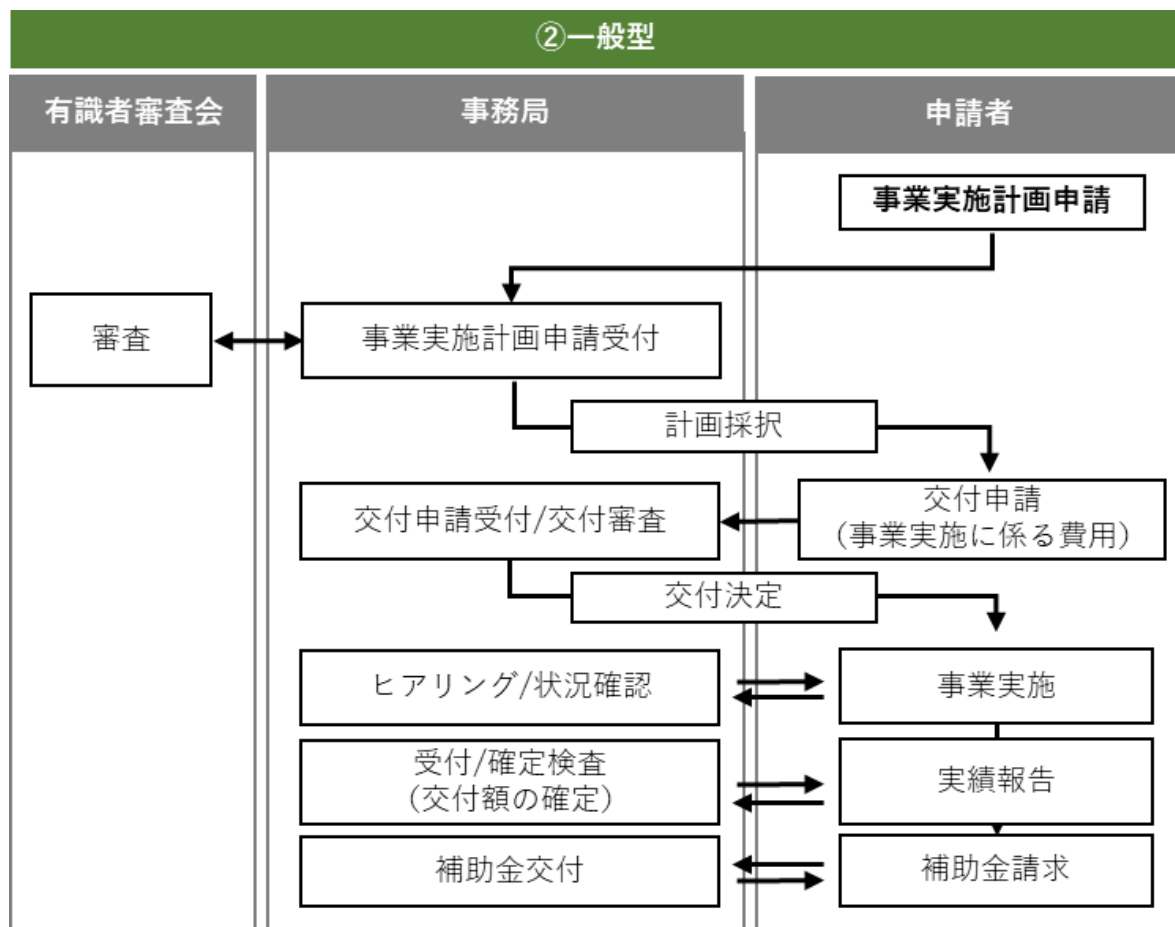 ②一般型
有識者審査会
事務局
申請者
事業実施計画申請
審査
事業実施計画申請受付
計画採択
交付申請受付/交付審査
交付申請
(事業実施に係る費用)
交付決定
ヒアリング/状況確認
事業実施
受付/確定検査
(交付額の確定)
実績報告
補助金交付
補助金請求